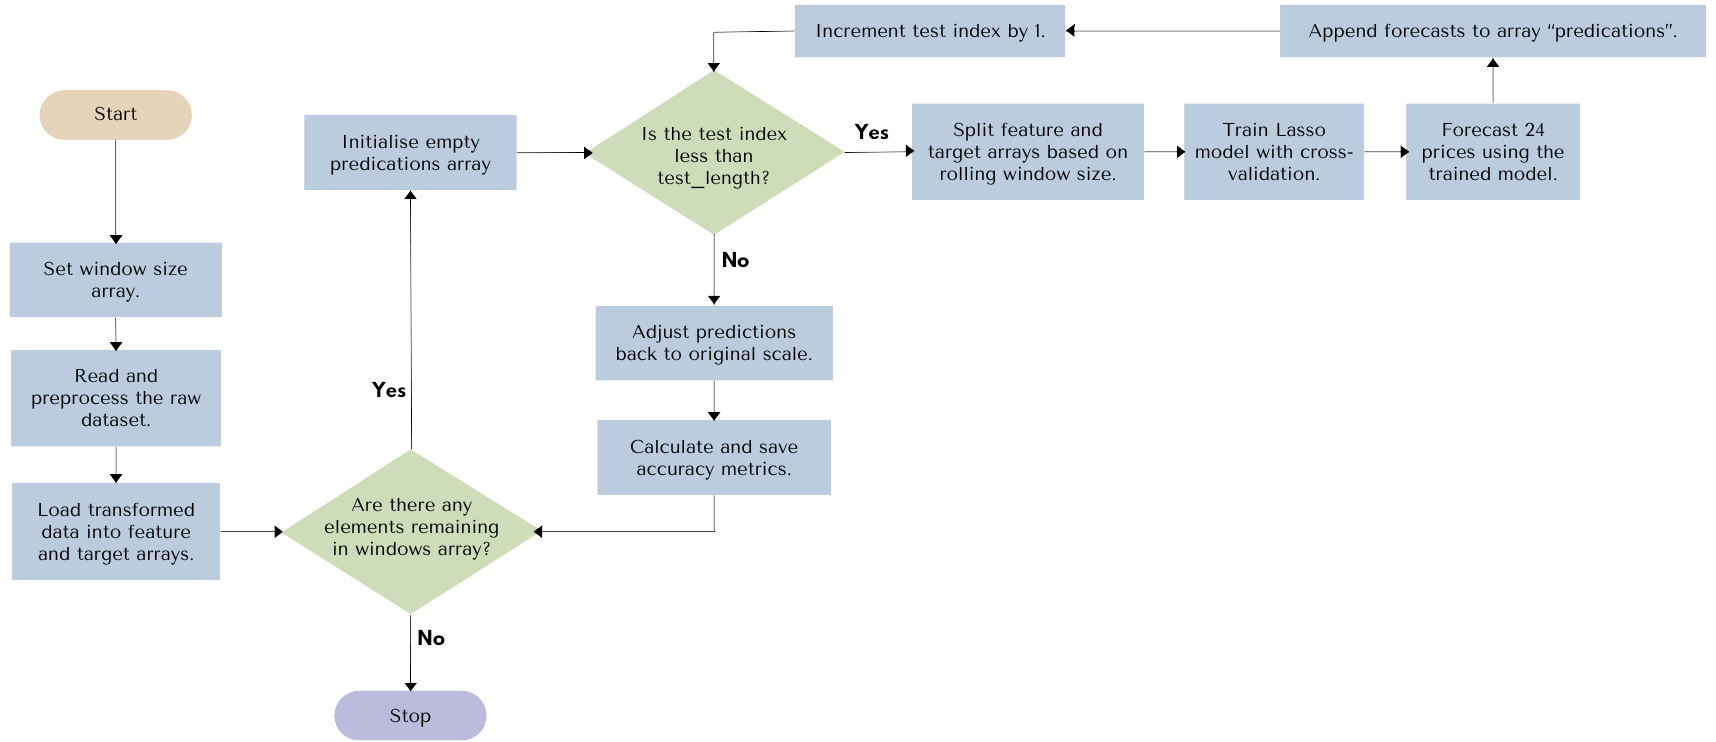 Start
Set window size
array.
Read and
preprocess the raw
dataset.
Load transformed
data into feature
and target arrays.
Are there any
elements remaining
in windows array?
Yes
No
Stop
Initialise empty
predications array
Is the test index
less than
test_length?
Yes
Split feature and
target arrays based on
rolling window size.
Train Lasso
model with cross-
validation.
Forecast 24
prices using the
trained model.
Append forecasts to array “predications”.
Increment test index by 1.
No
Adjust predictions
back to original scale.
Calculate and save
accuracy metrics.